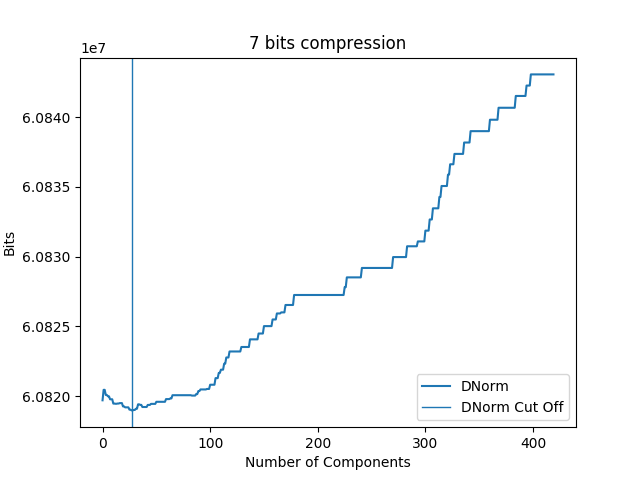 7 bits compression
1e7
6.0840
6.0835
6.0830
6.0825
6.0820
Bits
0 100 200 300 400
Number of Components
DNorm
DNorm Cut Off